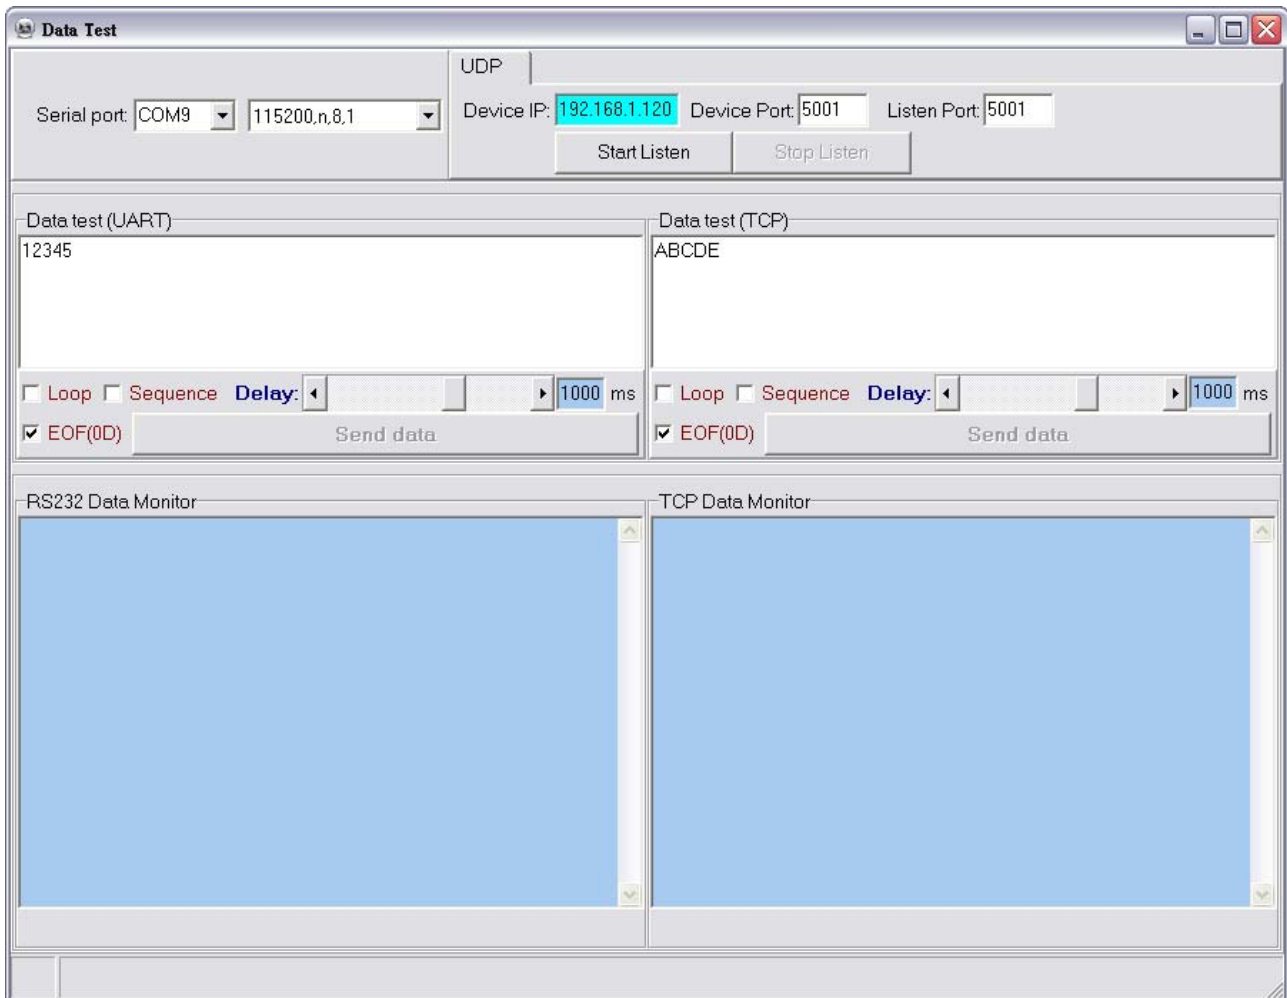 Data Test
UDP
Serial port: COM9 115200,n,8,1
Device IP: 192.168.1.120 Device Port: 5001 Listen Port: 5001
Start Listen Stop Listen
Data test (UART)
12345
Loop Sequence Delay: 1000 ms
EOF(0D) Send data
Data test (TCP)
ABCDE
Loop Sequence Delay: 1000 ms
EOF(0D) Send data
RS232 Data Monitor
TCP Data Monitor